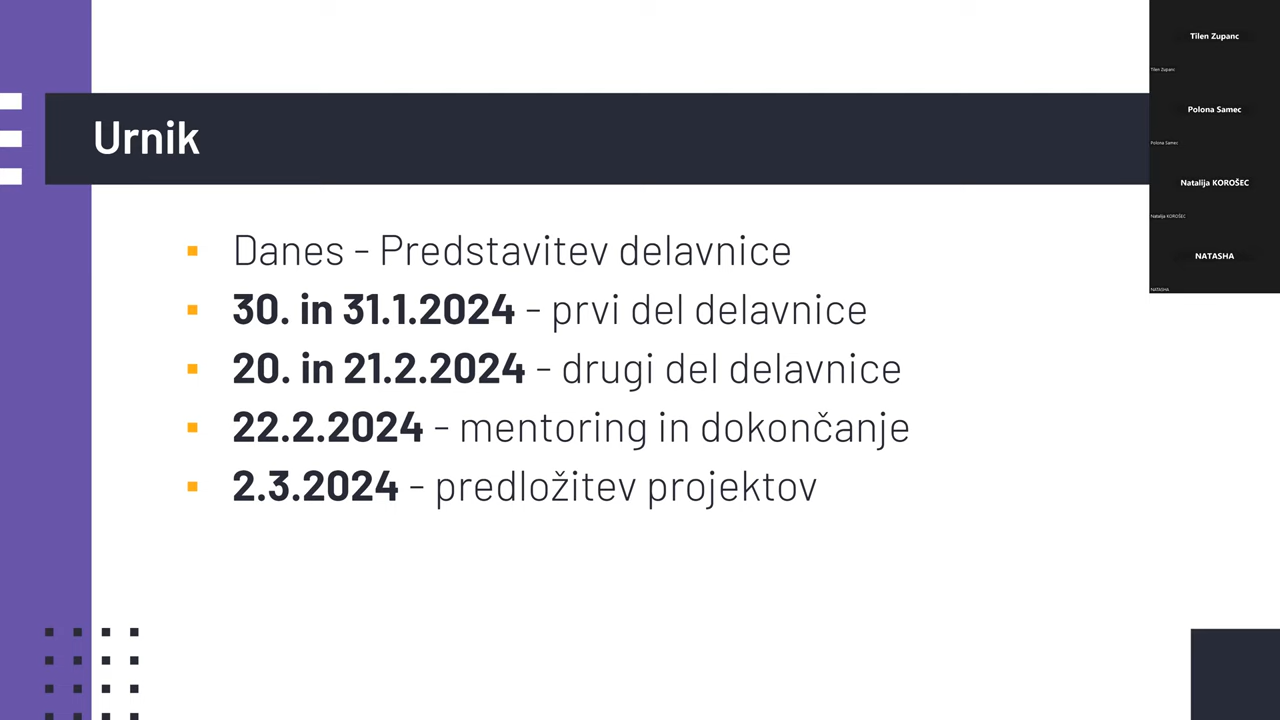 Urnik
Danes - Predstavitev delavnice
30. in 31.1.2024 - prvi del delavnice
20. in 21.2.2024 - drugi del delavnice
22.2.2024 - mentoring in dokončanje
2.3.2024 - predložitev projektov
Tilen Zupanc
Tilen Zupanc
Polona Samec
Polona Samec
Natalija KOROŠEC
Natalija KOROŠEC
NATASHA
NATASHA